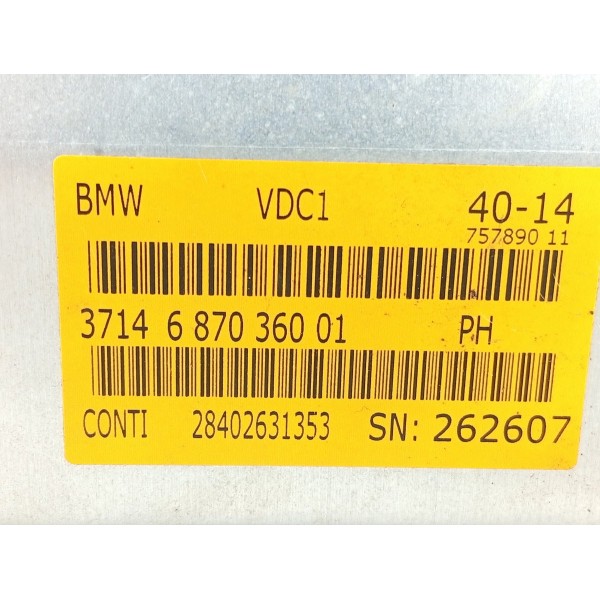 BMW VDC1 40-14
757890 11
3714 6 870 360 01 PH
CONTI 28402631353 SN: 262607